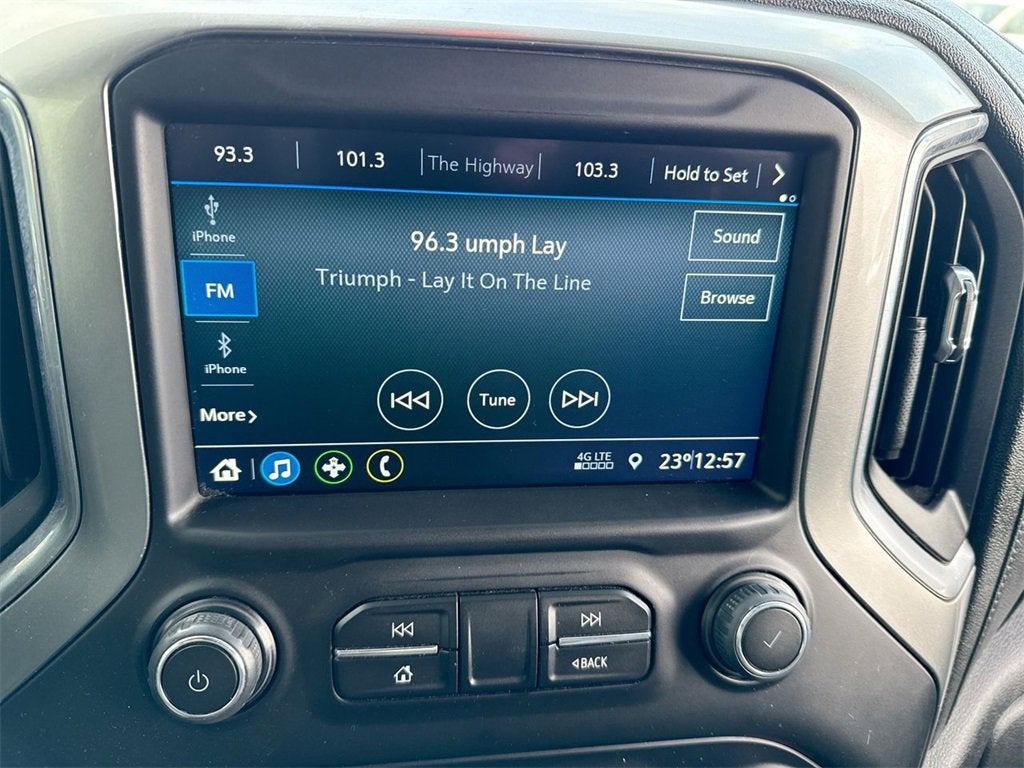 93.3 101.3 The Highway 103.3 Hold to Set
iPhone
96.3 umph Lay
Sound
FM
Triumph - Lay It On The Line
Browse
iPhone
More
Tune
4G LTE
23° 12:57
BACK